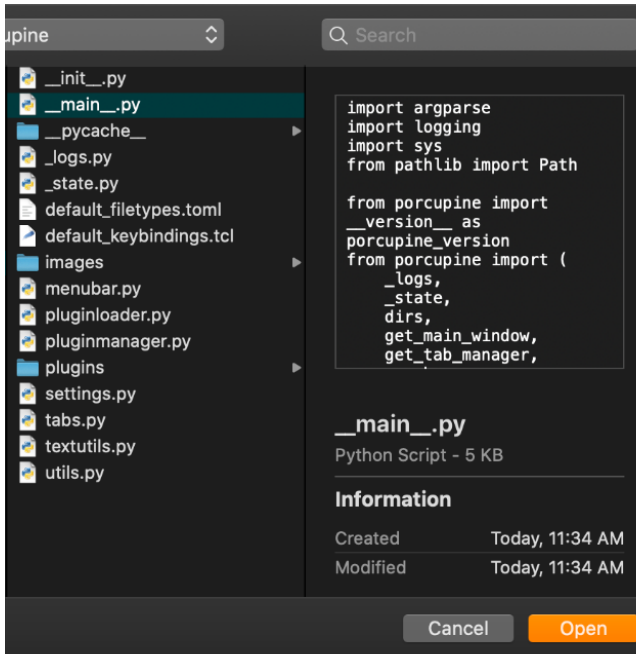 upine
Search
__init__.py
__main__.py
__pycache__
_logs.py
_state.py
default_filetypes.toml
default_keybindings.tcl
images
menubar.py
pluginloader.py
pluginmanager.py
plugins
settings.py
tabs.py
textutils.py
utils.py
import argparse
import logging
import sys
from pathlib import Path
from porcupine import
__version__ as
porcupine_version
from porcupine import (
_logs,
_state,
dirs,
get_main_window,
get_tab_manager,
__main__.py
Python Script - 5 KB
Information
Created Today, 11:34 AM
Modified Today, 11:34 AM
Cancel
Open